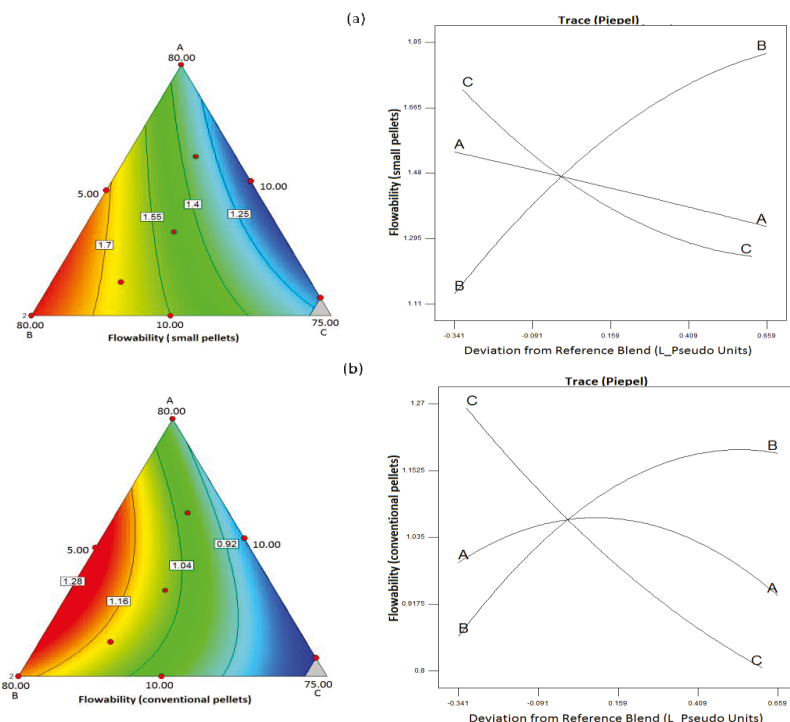 (a)
A
80.00
5.00
10.00
1.7
1.55
1.4
1.25
2
80.00
B
10.00
75.00
C
Flowability (small pellets)
Trace (Piepel)
Flowability (small pellets)
1.85
1.665
1.48
1.295
1.11
C
A
B
B
A
C
-0.341
-0.091
0.159
0.409
0.659
Deviation from Reference Blend (L_Pseudo Units)
(b)
A
80.00
5.00
10.00
1.28
1.16
1.04
0.92
2
80.00
B
10.00
75.00
C
Flowability (conventional pellets)
Trace (Piepel)
Flowability (conventional pellets)
1.27
1.1525
1.035
0.9175
0.8
C
A
B
B
A
C
-0.341
-0.091
0.159
0.409
0.659
Deviation from Reference Blend (L_Pseudo Units)